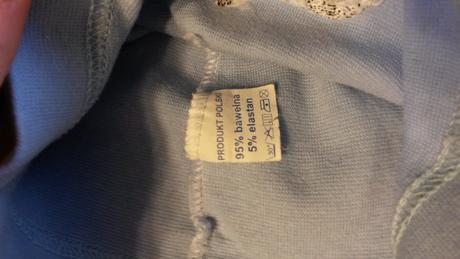 PRODUKT POLSKI
95% bawełna
5% elastan